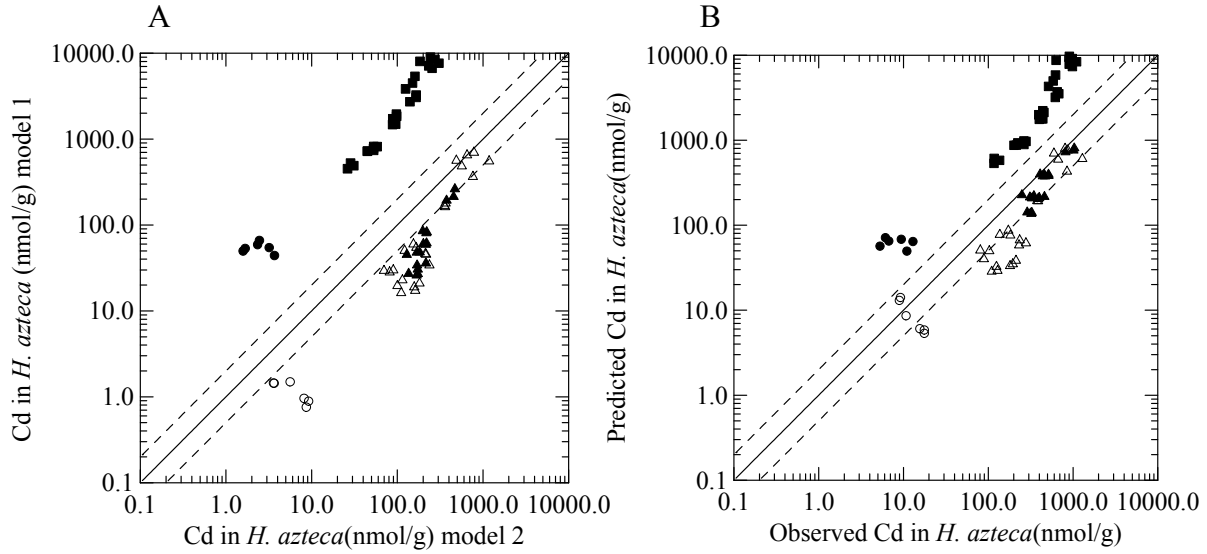 A
Cd in H. azteca (nmol/g) model 1
10000.0
1000.0
100.0
10.0
1.0
0.1
0.1 1.0 10.0 100.0 1000.0 10000.0
Cd in H. azteca(nmol/g) model 2
B
Predicted Cd in H. azteca(nmol/g)
10000.0
1000.0
100.0
10.0
1.0
0.1
0.1 1.0 10.0 100.0 1000.0 10000.0
Observed Cd in H. azteca(nmol/g)